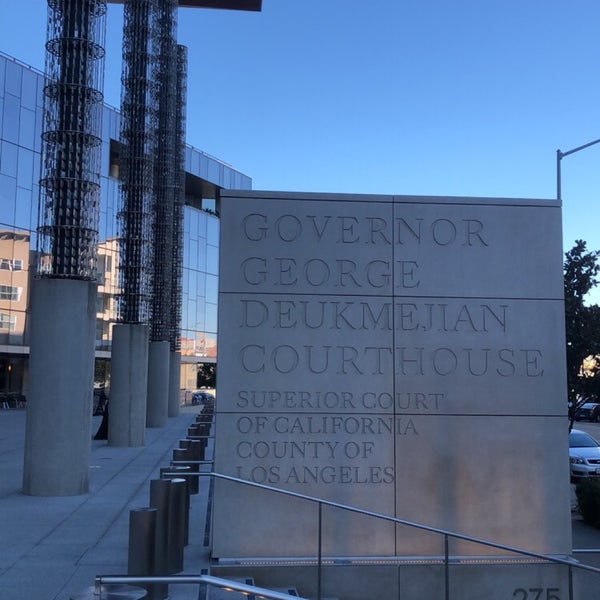 GOVERNOR
GEORGE
DEUKMEJIAN
COURTHOUSE
SUPERIOR COURT
OF CALIFORNIA
COUNTY OF
LOS ANGELES
275